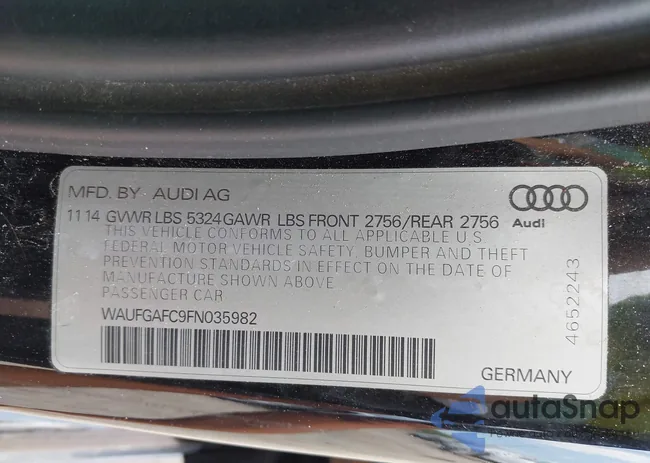 MFD. BY AUDI AG
1114 GVWR LBS 5324 GAWR LBS FRONT 2756/REAR 2756
Audi
THIS VEHICLE CONFORMS TO ALL APPLICABLE U.S
FEDERAL MOTOR VEHICLE SAFETY, BUMPER AND THEFT
PREVENTION STANDARDS IN EFFECT ON THE DATE OF
MANUFACTURE SHOWN ABOVE.
PASSENGER CAR
4652243
WAUFGAFC9FN035982
GERMANY
autoSnap